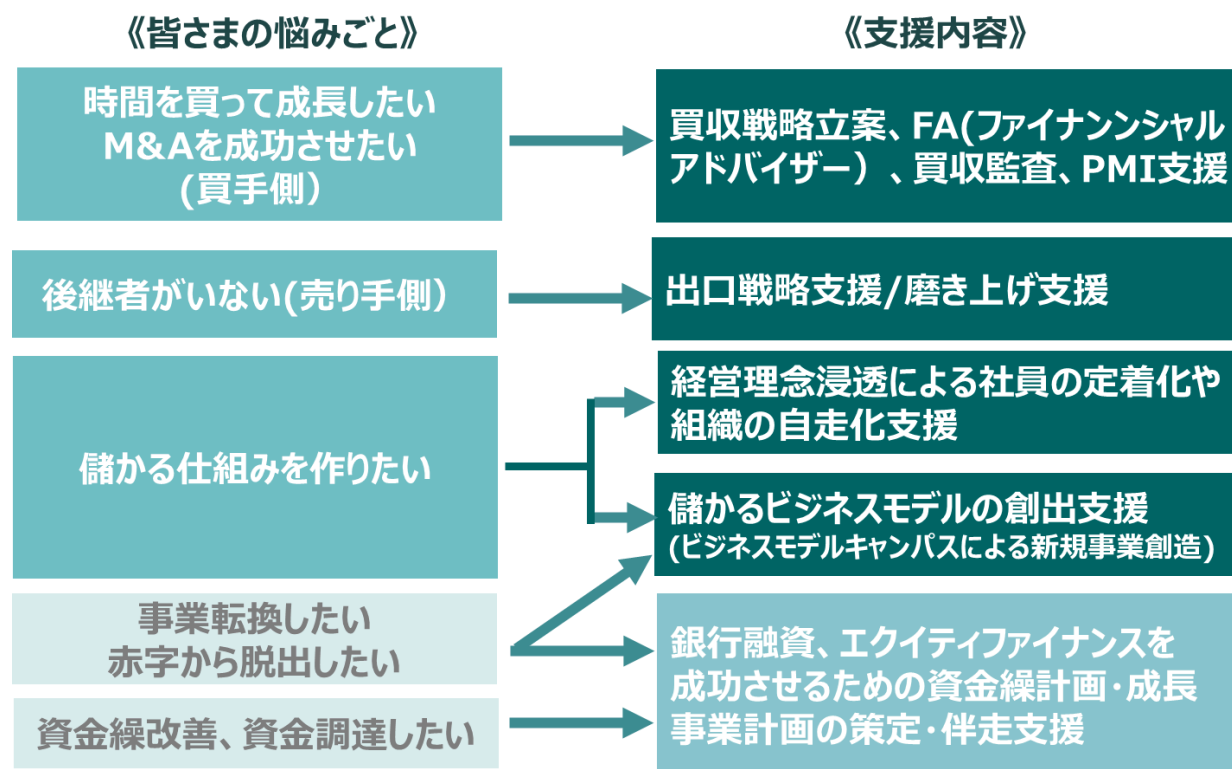 《皆さまの悩みごと》
《支援内容》
時間を買って成長したい
M&Aを成功させたい
(買手側）
買収戦略立案、FA(ファイナンンシャル
アドバイザー）、買収監査、PMI支援
後継者がいない(売り手側）
出口戦略支援/磨き上げ支援
儲かる仕組みを作りたい
経営理念浸透による社員の定着化や
組織の自走化支援
儲かるビジネスモデルの創出支援
(ビジネスモデルキャンパスによる新規事業創造)
事業転換したい
赤字から脱出したい
資金繰改善、資金調達したい
銀行融資、エクイティファイナンスを
成功させるための資金繰計画･成長
事業計画の策定･伴走支援